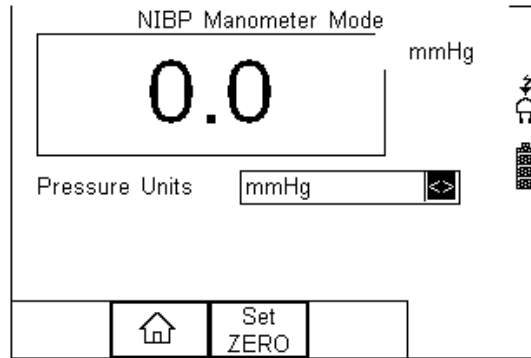 NIBP Manometer Mode
mmHg
0.0
Pressure Units mmHg <>
Set
ZERO